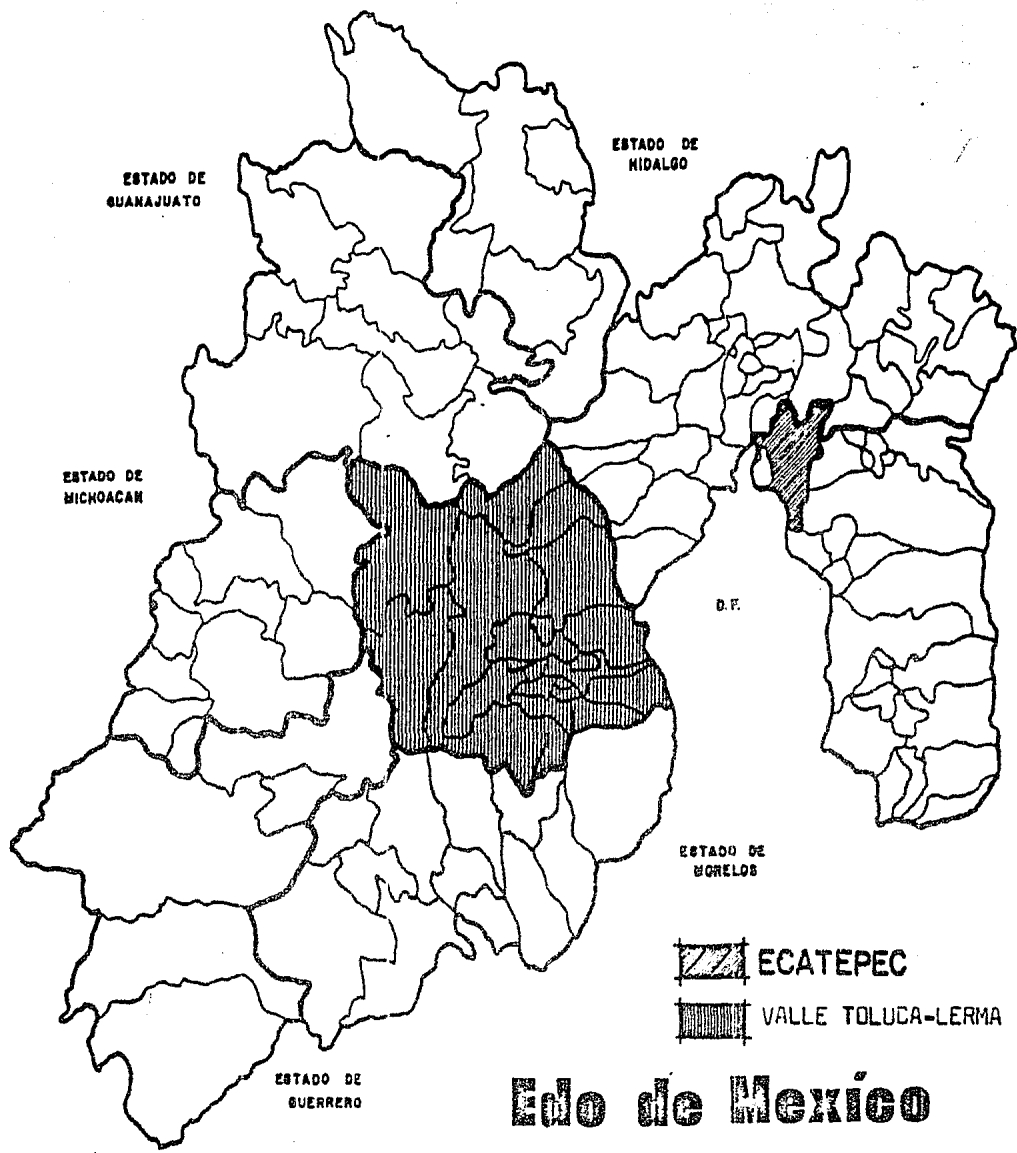 ESTADO DE
HIDALGO
ESTADO DE
GUANAJUATO
ESTADO DE
MICHOACAN
D.F.
ESTADO DE
MORELOS
ECATEPEC
VALLE TOLUCA-LERMA
ESTADO DE
GUERRERO
Edo de México